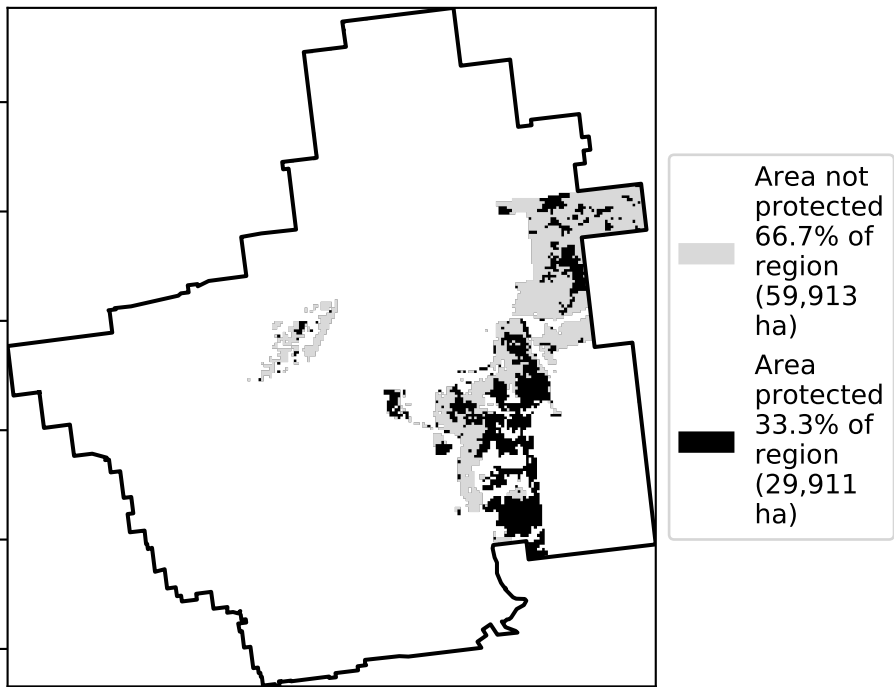 Area not
protected
66.7% of
region
(59,913
ha)
Area
protected
33.3% of
region
(29,911
ha)